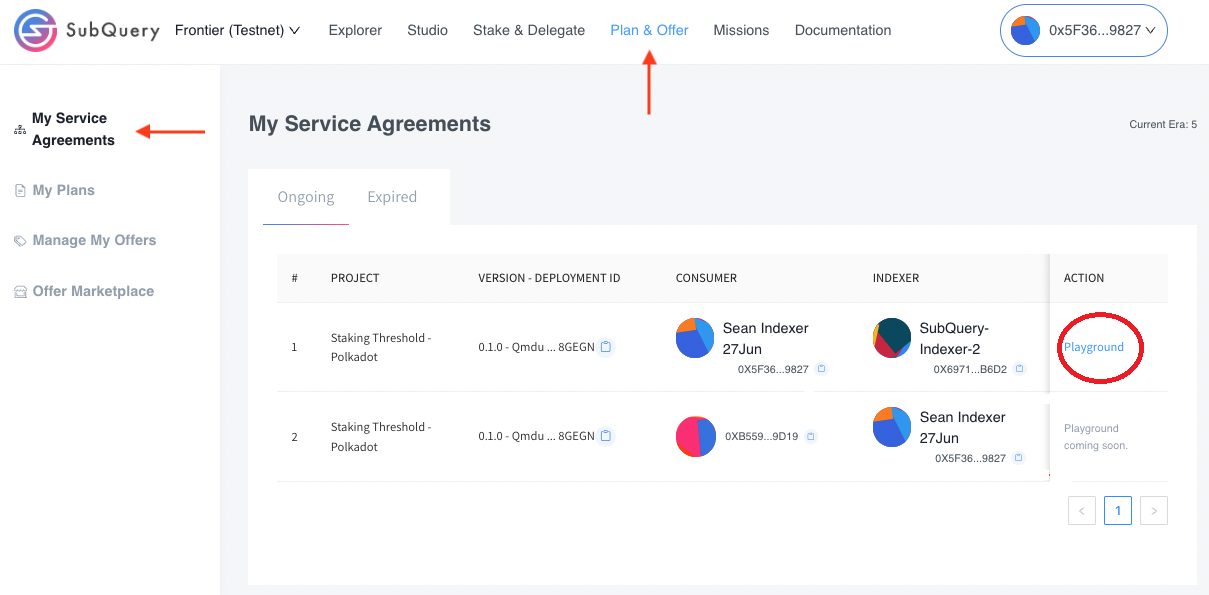 SubQuery Frontier (Testnet) Explorer Studio Stake & Delegate Plan & Offer Missions Documentation 0x5F36...9827
My Service
Agreements
My Plans
Manage My Offers
Offer Marketplace
My Service Agreements
Current Era: 5
Ongoing Expired
# PROJECT VERSION - DEPLOYMENT ID CONSUMER INDEXER ACTION
1
Staking Threshold -
Polkadot
0.1.0 - Qmdu ... 8GEGN
Sean Indexer
27Jun
0X5F36...9827
SubQuery-
Indexer-2
0X6971...B6D2
Playground
2
Staking Threshold -
Polkadot
0.1.0 - Qmdu ... 8GEGN
0XB559...9D19
Sean Indexer
27Jun
0X5F36...9827
Playground
coming soon.
< 1 >